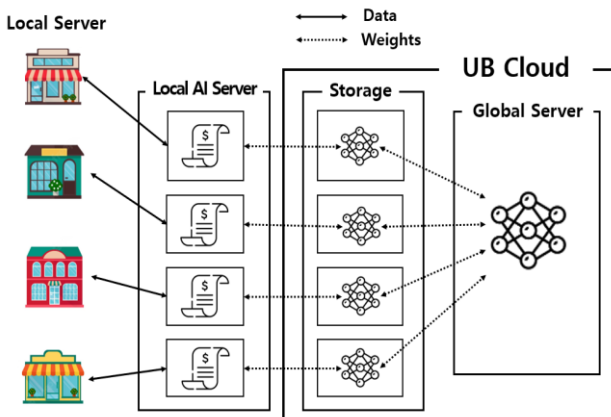 Local Server
Data
Weights
UB Cloud
Local AI Server
Storage
Global Server
$
$
$
$